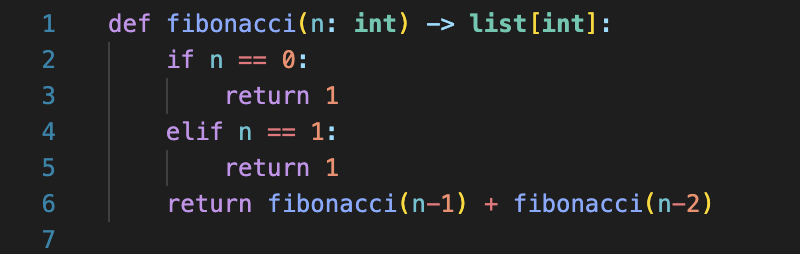 1 def fibonacci(n: int) -> list[int]:
2 if n == 0:
3 return 1
4 elif n == 1:
5 return 1
6 return fibonacci(n-1) + fibonacci(n-2)
7